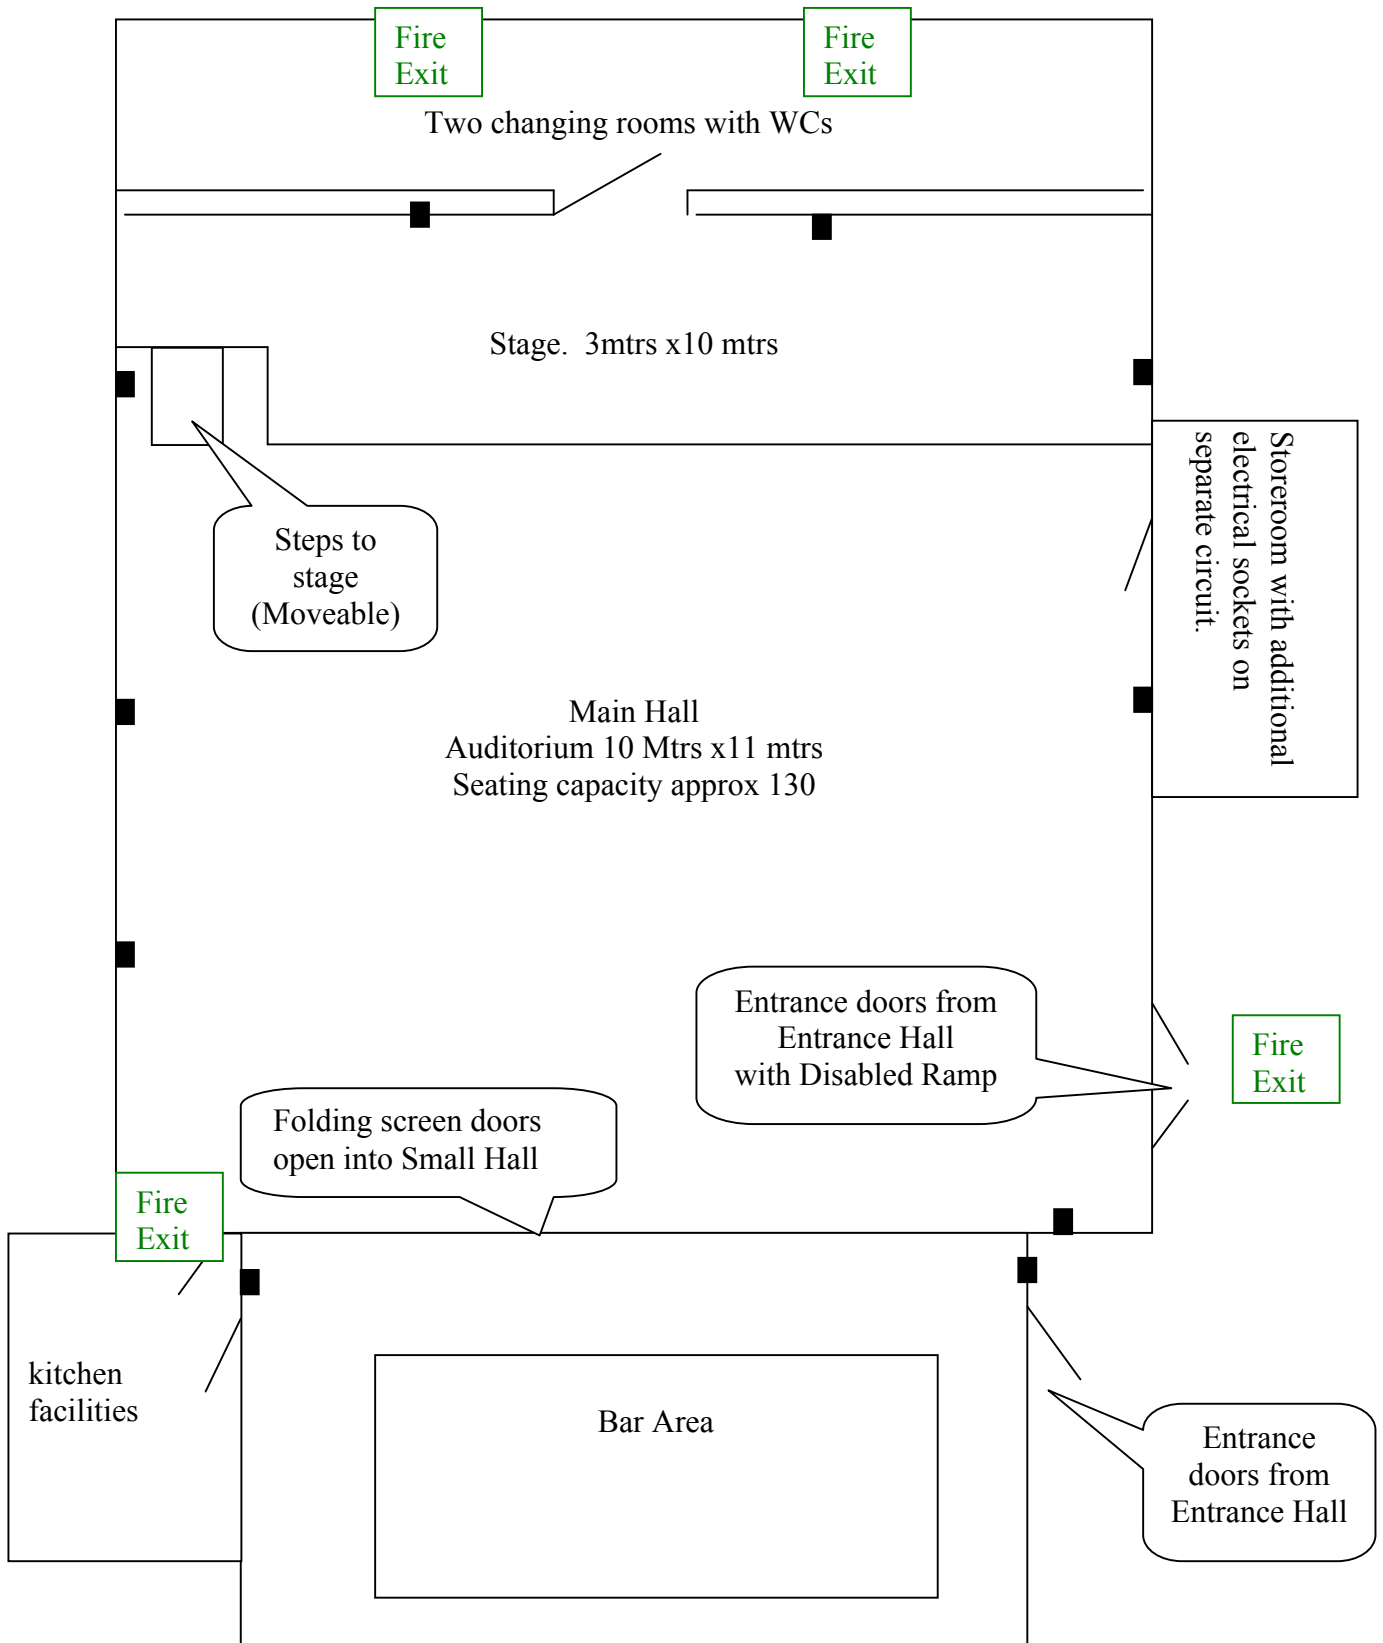 Fire
Exit
Fire
Exit
Two changing rooms with WCs
Stage.  3mtrs x10 mtrs
Storeroom with additional
electrical sockets on
separate circuit.
Steps to
stage
(Moveable)
Main Hall
Auditorium 10 Mtrs x11 mtrs
Seating capacity approx 130
Entrance doors from
Entrance Hall
with Disabled Ramp
Fire
Exit
Folding screen doors
open into Small Hall
Fire
Exit
kitchen
facilities
Bar Area
Entrance
doors from
Entrance Hall